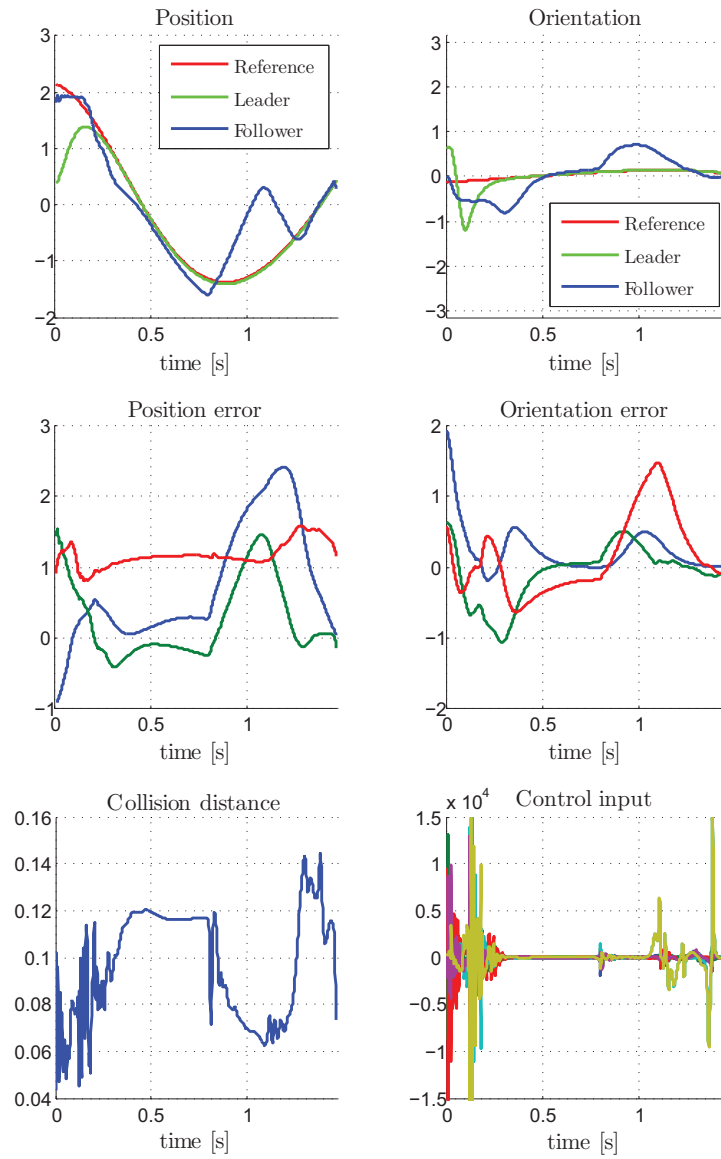 Position
3
2
1
0
−1
−2
0
0.5
1
time [s]
Reference
Leader
Follower
Orientation
3
2
1
0
−1
−2
−3
0
0.5
1
time [s]
Reference
Leader
Follower
Position error
3
2
1
0
−1
0
0.5
1
time [s]
Orientation error
2
1
0
−1
−2
0
0.5
1
time [s]
Collision distance
0.16
0.14
0.12
0.1
0.08
0.06
0.04
0
0.5
1
time [s]
Control input
x 10^4
1.5
1
0.5
0
−0.5
−1
−1.5
0
0.5
1
time [s]